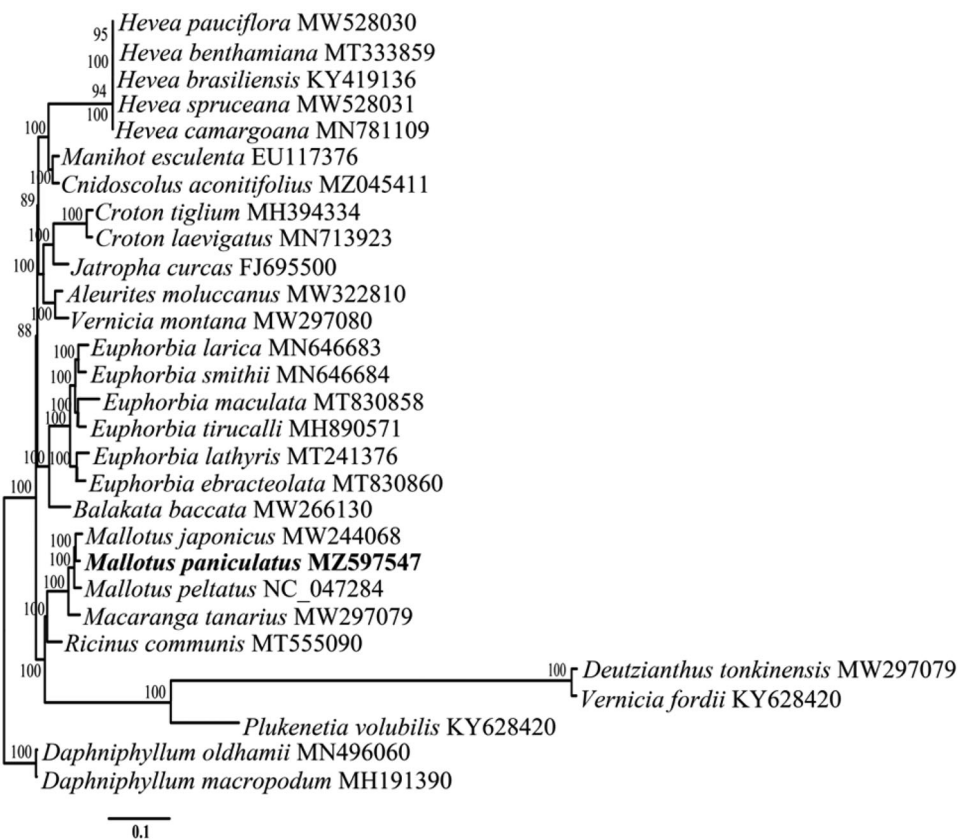 Hevea pauciflora MW528030
95
Hevea benthamiana MT333859
100
Hevea brasiliensis KY419136
94
Hevea spruceana MW528031
100
Hevea camargoana MN781109
100
Manihot esculenta EU117376
100
Cnidoscolus aconitifolius MZ045411
89
Croton tiglium MH394334
100
Croton laevigatus MN713923
100
100
Jatropha curcas FJ695500
Aleurites moluccanus MW322810
100
Vernicia montana MW297080
88
Euphorbia larica MN646683
100
Euphorbia smithii MN646684
100
Euphorbia maculata MT830858
100
100
Euphorbia tirucalli MH890571
Euphorbia lathyris MT241376
100
100
Euphorbia ebracteolata MT830860
100
Balakata baccata MW266130
Mallotus japonicus MW244068
100
Mallotus paniculatus MZ597547
100
Mallotus peltatus NC_047284
100
Macaranga tanarius MW297079
100
Ricinus communis MT555090
100
Deutzianthus tonkinensis MW297079
100
Vernicia fordii KY628420
100
Plukenetia volubilis KY628420
Daphniphyllum oldhamii MN496060
100
Daphniphyllum macropodum MH191390
0.1